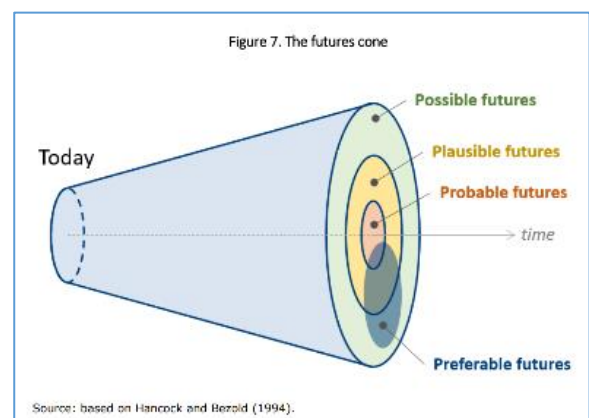 Figure 7. The futures cone
Possible futures
Today
Plausible futures
Probable futures
time
Preferable futures
Source: based on Hancock and Bezold (1994).